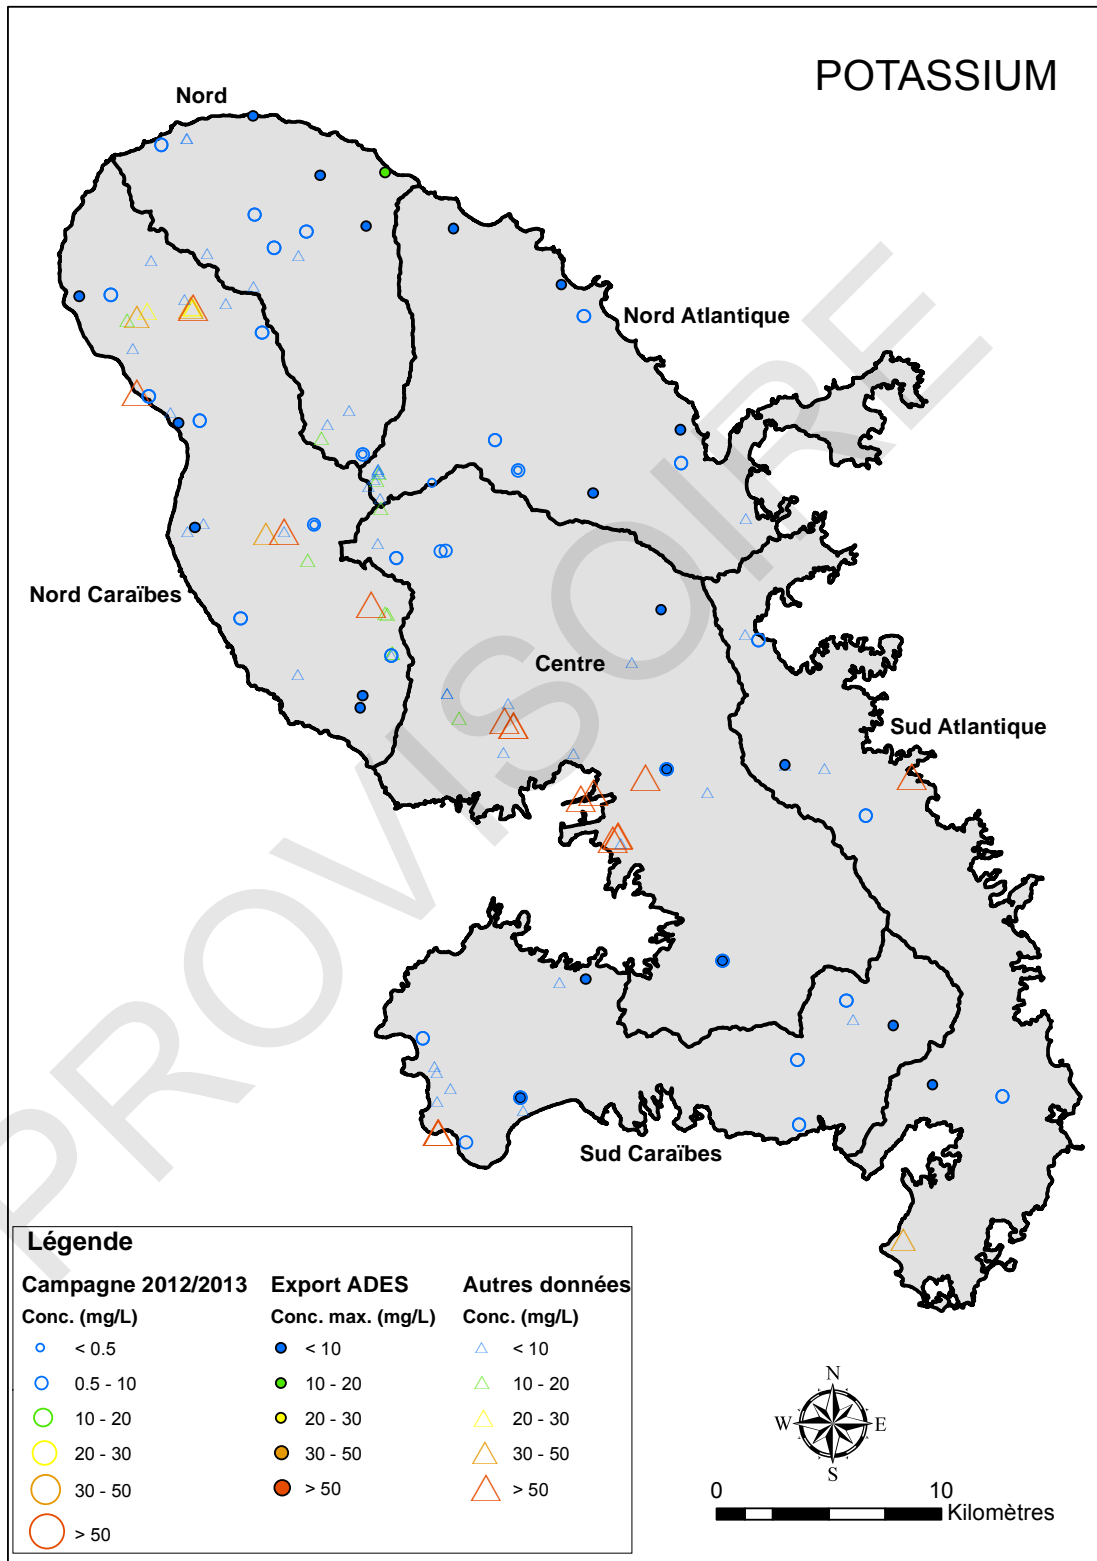 POTASSIUM
Nord
Nord Atlantique
Nord Caraïbes
Centre
Sud Atlantique
Sud Caraïbes
PROVISOIRE
Légende
Campagne 2012/2013
Conc. (mg/L)
< 0.5
0.5 - 10
10 - 20
20 - 30
30 - 50
> 50
Export ADES
Conc. max. (mg/L)
< 10
10 - 20
20 - 30
30 - 50
> 50
Autres données
Conc. (mg/L)
< 10
10 - 20
20 - 30
30 - 50
> 50
N
W E
S
0 10
Kilomètres